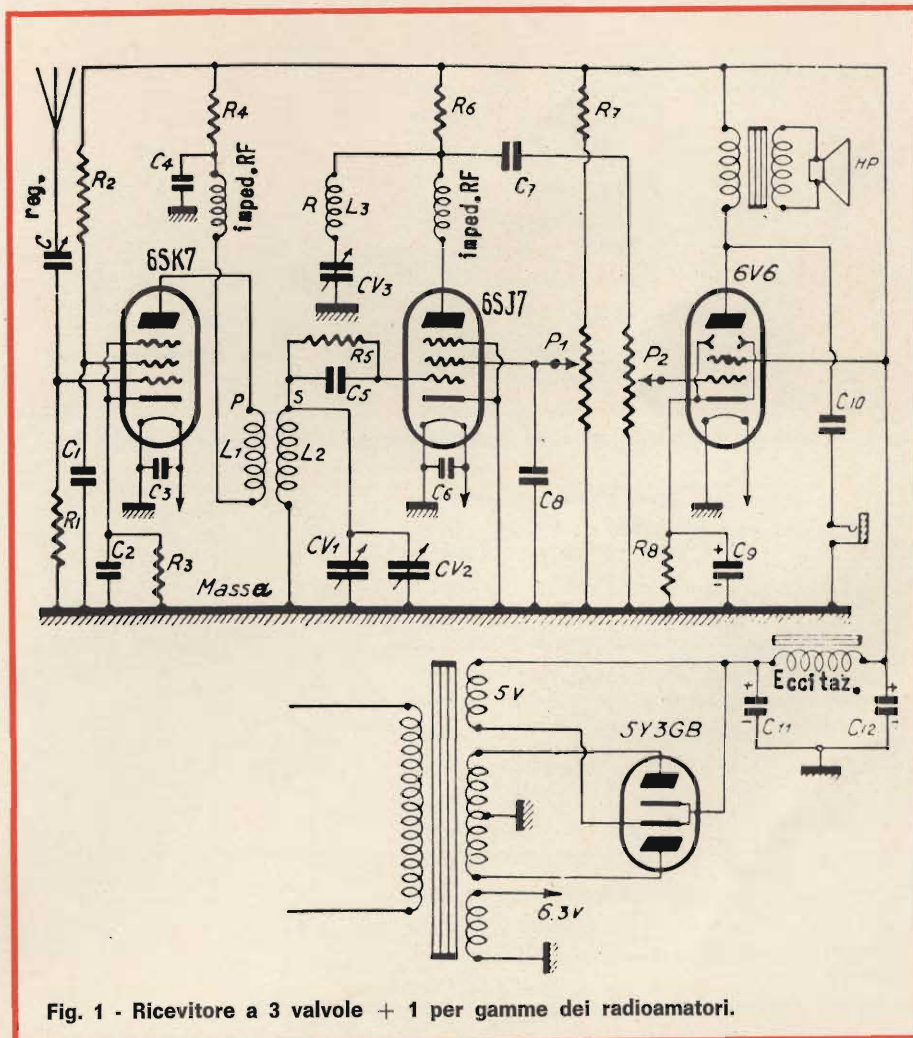 reg.
C
R2
R4
C4
imped.RF
6SK7
R
L3
CV3
R6
imped.RF
C7
R7
6SJ7
HP
6V6
R5
C5
P
S
L1
L2
P1
P2
C1
R1
C3
C2
R3
CV1
CV2
C6
C8
R8
C9
+
-
C10
Massa
Eccitaz.
+
-
C11
+
-
C12
5V
5Y3GB
6.3V
Fig. 1 - Ricevitore a 3 valvole + 1 per gamme dei radioamatori.